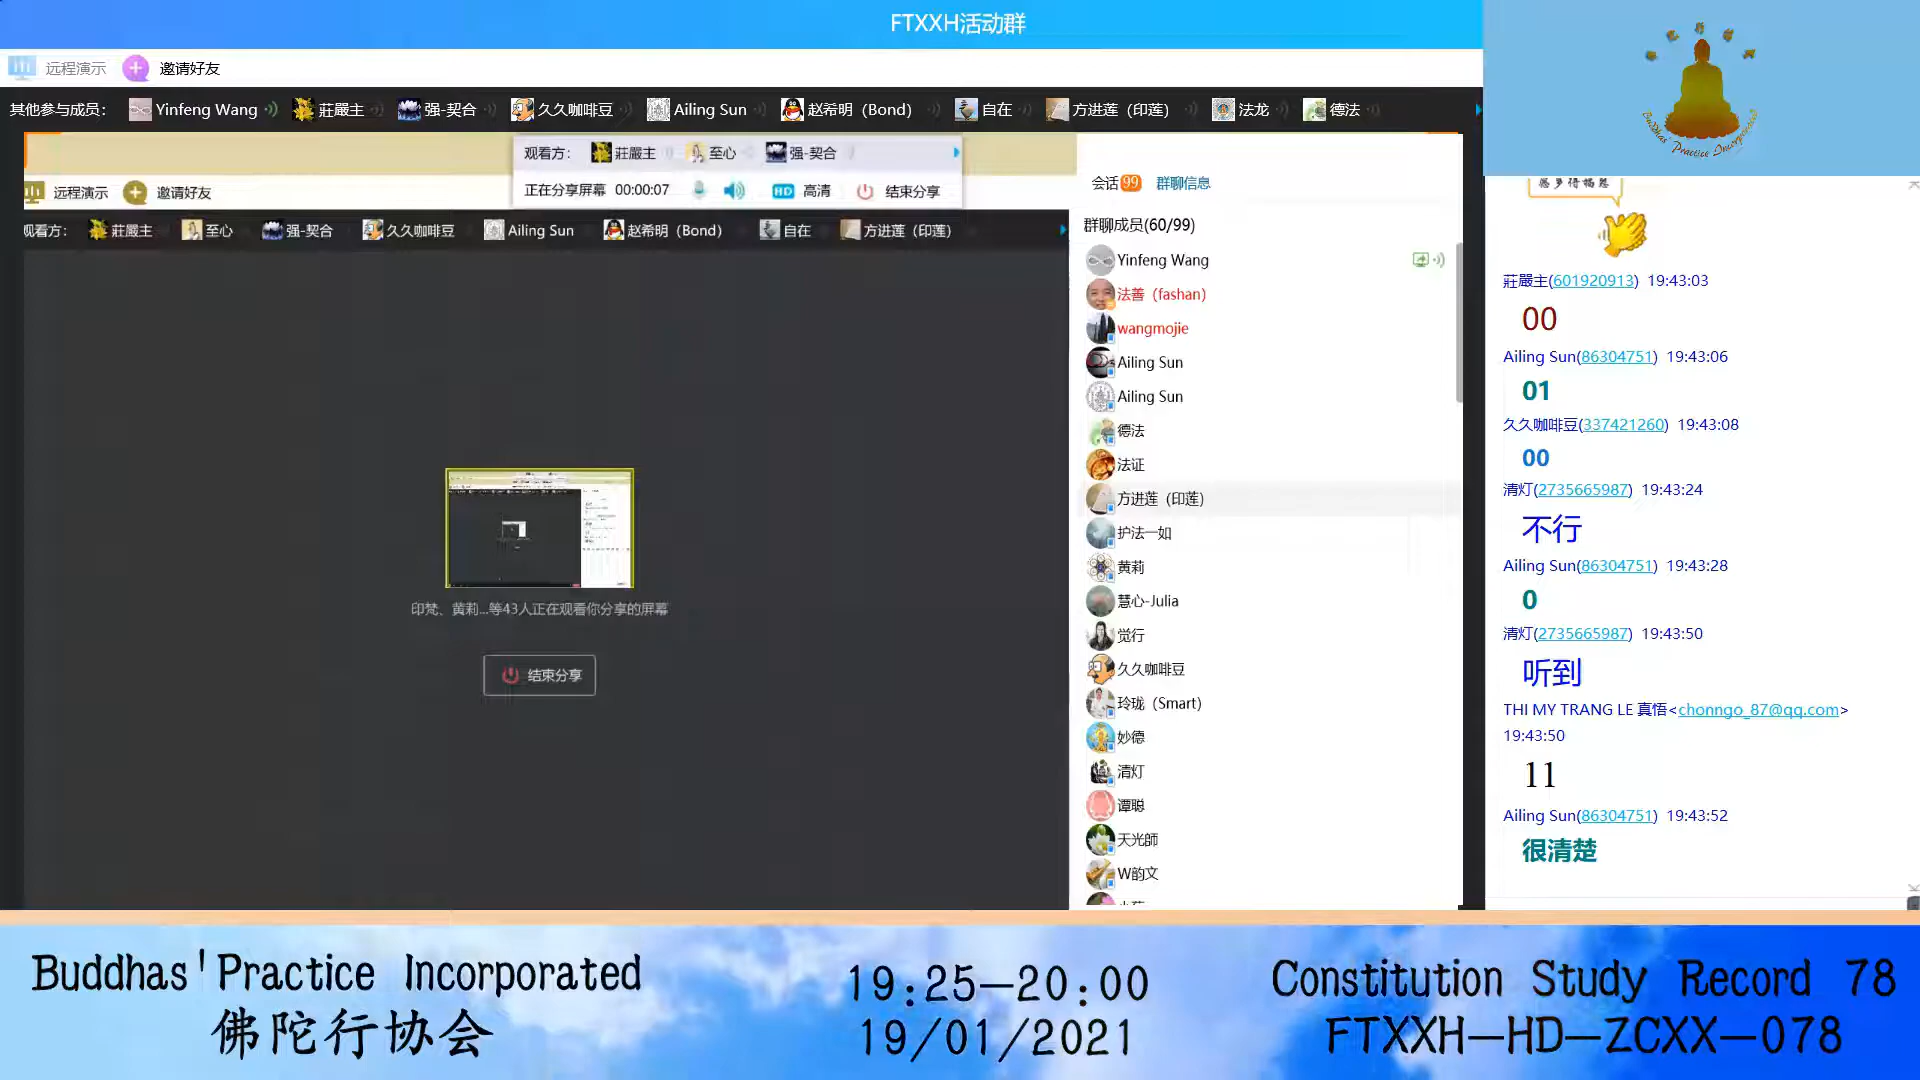 FTXXH活动群
远程演示 邀请好友
其他参与成员： Yinfeng Wang 莊嚴主 强-契合 久久咖啡豆 Ailing Sun 赵希明（Bond） 自在 方进莲（印莲） 法龙 德法
观看方： 莊嚴主 至心 强-契合
正在分享屏幕 00:00:07 HD 高清 结束分享
远程演示 邀请好友
观看方： 莊嚴主 至心 强-契合 久久咖啡豆 Ailing Sun 赵希明（Bond） 自在 方进莲（印莲）
印梵、黄莉...等43人正在观看你分享的屏幕
结束分享
会话 99 群聊信息
群聊成员(60/99)
Yinfeng Wang
法善（fashan）
wangmojie
Ailing Sun
Ailing Sun
德法
法证
方进莲（印莲）
护法一如
黄莉
慧心-Julia
觉行
久久咖啡豆
玲珑（Smart）
妙德
清灯
谭聪
天光師
W韵文
Buddhas' Practice Incorporated
莊嚴主(601920913) 19:43:03
00
Ailing Sun(86304751) 19:43:06
01
久久咖啡豆(337421260) 19:43:08
00
清灯(2735665987) 19:43:24
不行
Ailing Sun(86304751) 19:43:28
0
清灯(2735665987) 19:43:50
听到
THI MY TRANG LE 真悟<chonngo_87@qq.com>
19:43:50
11
Ailing Sun(86304751) 19:43:52
很清楚
Buddhas'Practice Incorporated
佛陀行协会
19:25—20:00
19/01/2021
Constitution Study Record 78
FTXXH—HD—ZCXX—078